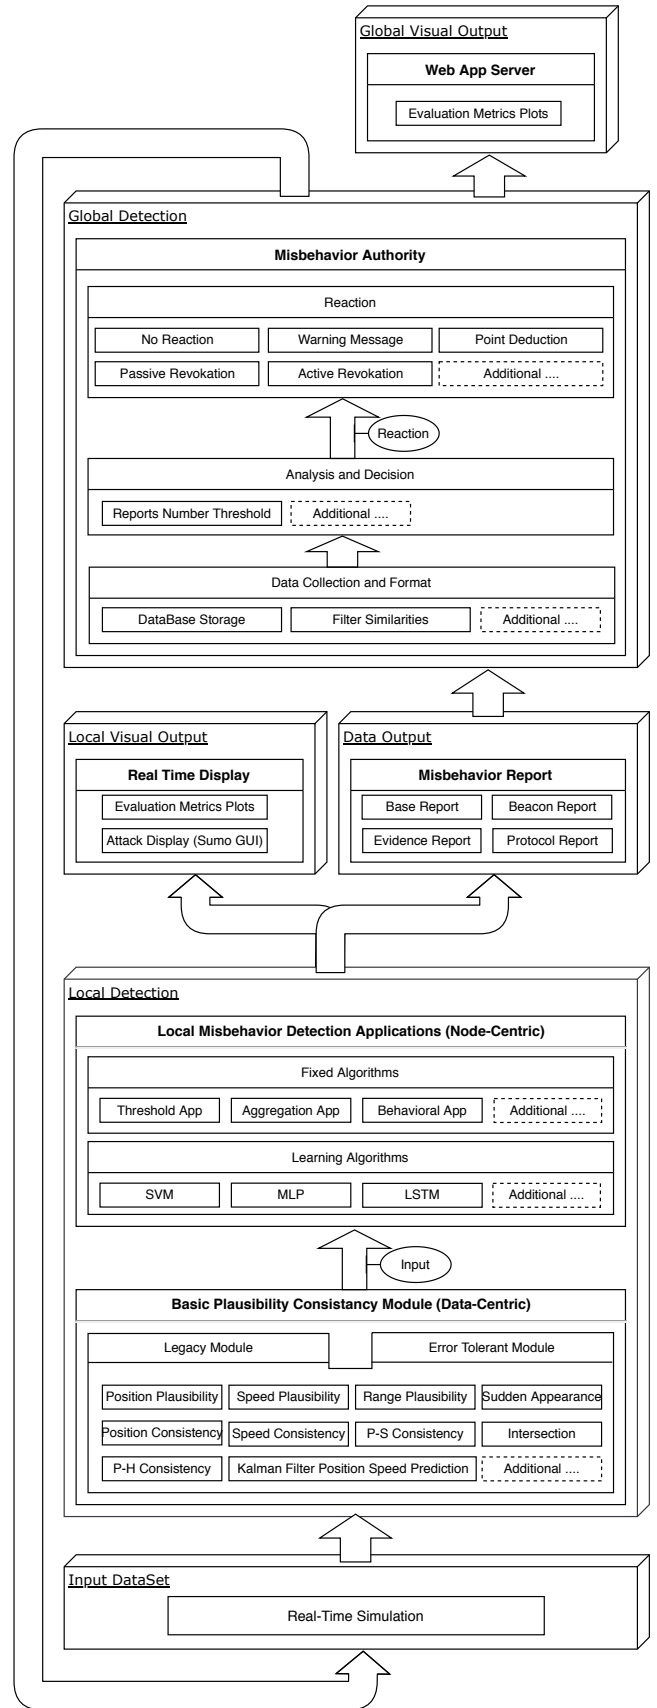 Global Visual Output
Web App Server
Evaluation Metrics Plots
Global Detection
Misbehavior Authority
Reaction
No Reaction
Warning Message
Point Deduction
Passive Revokation
Active Revokation
Additional ....
Reaction
Analysis and Decision
Reports Number Threshold
Additional ....
Data Collection and Format
DataBase Storage
Filter Similarities
Additional ....
Local Visual Output
Real Time Display
Evaluation Metrics Plots
Attack Display (Sumo GUI)
Data Output
Misbehavior Report
Base Report
Beacon Report
Evidence Report
Protocol Report
Local Detection
Local Misbehavior Detection Applications (Node-Centric)
Fixed Algorithms
Threshold App
Aggregation App
Behavioral App
Additional ....
Learning Algorithms
SVM
MLP
LSTM
Additional ....
Input
Basic Plausibility Consistancy Module (Data-Centric)
Legacy Module
Error Tolerant Module
Position Plausibility
Speed Plausibility
Range Plausibility
Sudden Appearance
Position Consistency
Speed Consistency
P-S Consistency
Intersection
P-H Consistency
Kalman Filter Position Speed Prediction
Additional ....
Input DataSet
Real-Time Simulation